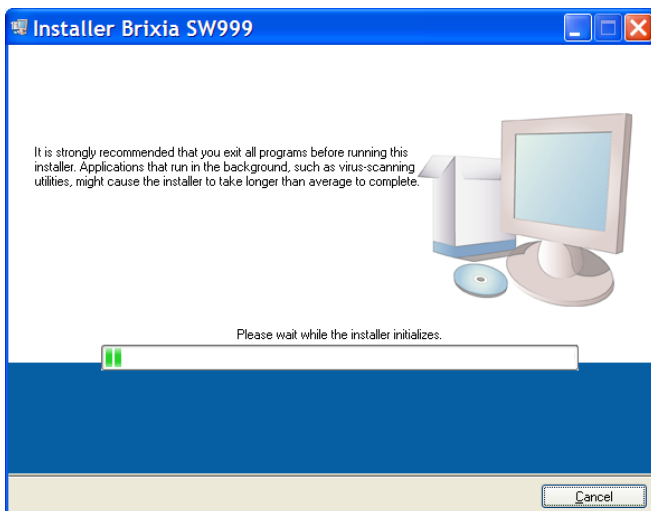 Installer Brixia SW999
It is strongly recommended that you exit all programs before running this
installer. Applications that run in the background, such as virus-scanning
utilities, might cause the installer to take longer than average to complete.
Please wait while the installer initializes.
Cancel